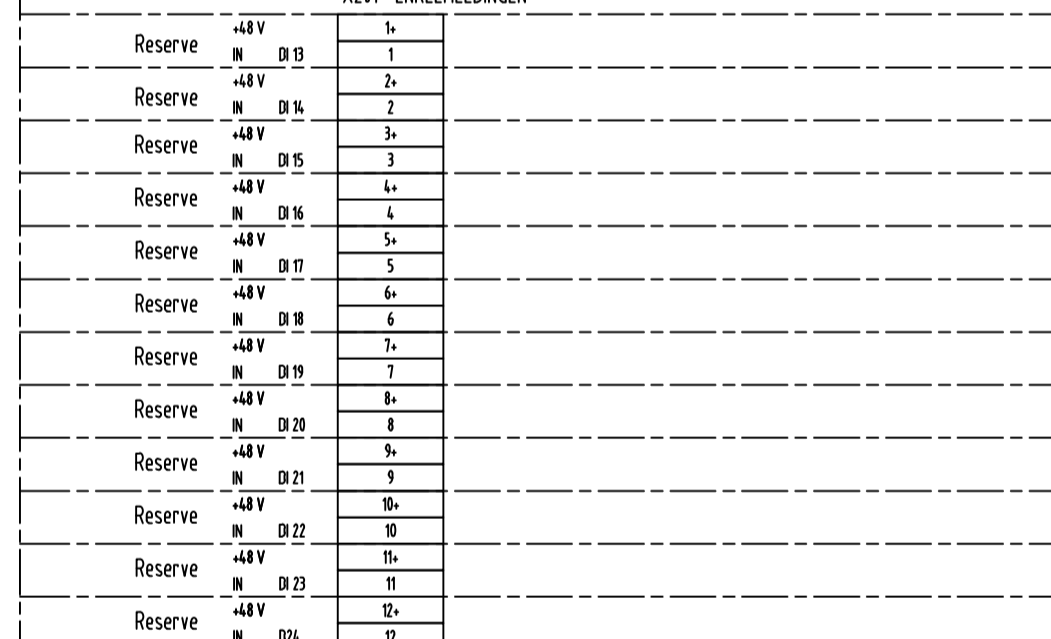 +48 V 1+
Reserve
IN DI 13 1
+48 V 2+
Reserve
IN DI 14 2
+48 V 3+
Reserve
IN DI 15 3
+48 V 4+
Reserve
IN DI 16 4
+48 V 5+
Reserve
IN DI 17 5
+48 V 6+
Reserve
IN DI 18 6
+48 V 7+
Reserve
IN DI 19 7
+48 V 8+
Reserve
IN DI 20 8
+48 V 9+
Reserve
IN DI 21 9
+48 V 10+
Reserve
IN DI 22 10
+48 V 11+
Reserve
IN DI 23 11
+48 V 12+
Reserve
IN D24 12